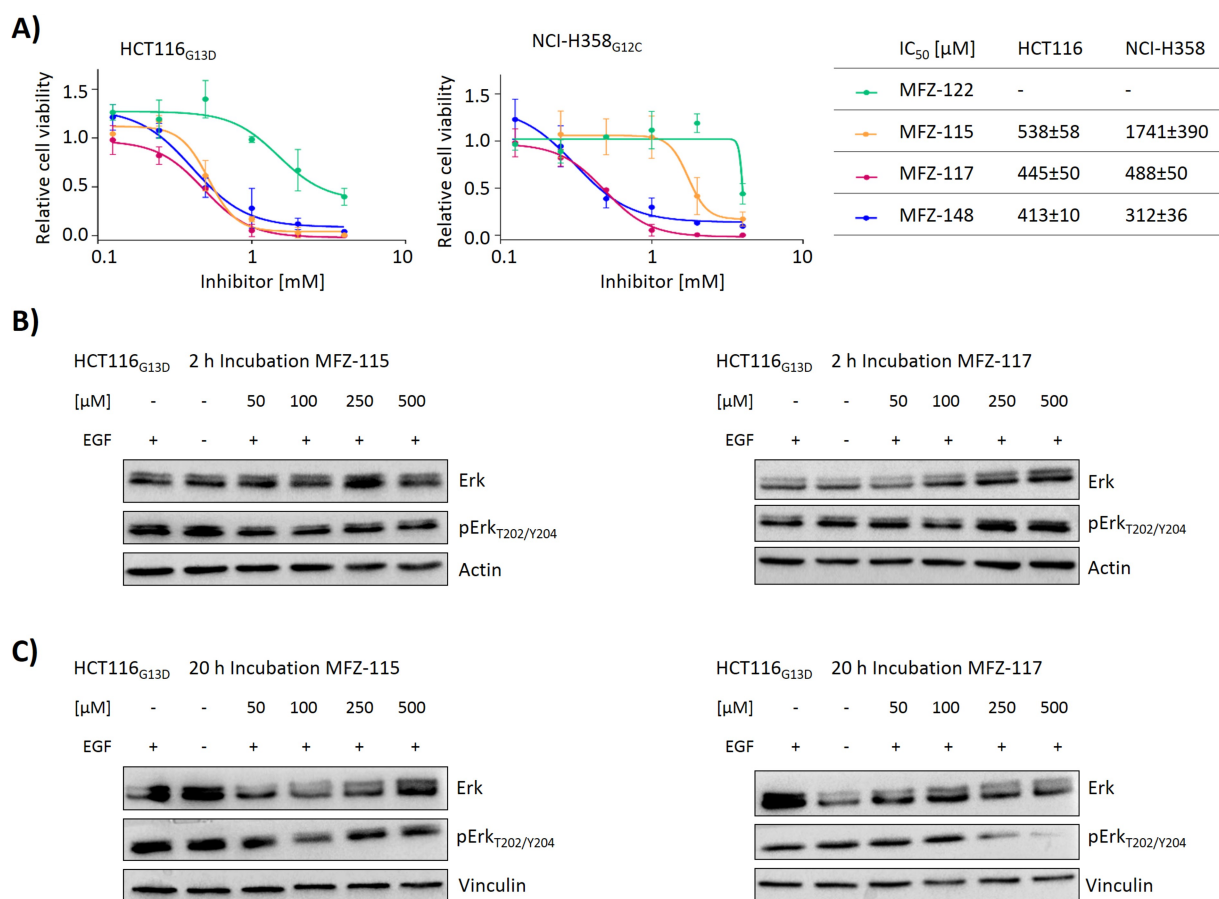 A)
HCT116G13D
Relative cell viability
1.5
1.0
0.5
0.0
0.1
1
10
Inhibitor [mM]
NCI-H358G12C
Relative cell viability
1.5
1.0
0.5
0.0
0.1
1
10
Inhibitor [mM]
IC50 [µM] HCT116 NCI-H358
MFZ-122 - -
MFZ-115 538±58 1741±390
MFZ-117 445±50 488±50
MFZ-148 413±10 312±36
B)
HCT116G13D 2 h Incubation MFZ-115
[µM] - - 50 100 250 500
EGF + - + + + +
Erk
pErkT202/Y204
Actin
HCT116G13D 2 h Incubation MFZ-117
[µM] - - 50 100 250 500
EGF + - + + + +
Erk
pErkT202/Y204
Actin
C)
HCT116G13D 20 h Incubation MFZ-115
[µM] - - 50 100 250 500
EGF + - + + + +
Erk
pErkT202/Y204
Vinculin
HCT116G13D 20 h Incubation MFZ-117
[µM] - - 50 100 250 500
EGF + - + + + +
Erk
pErkT202/Y204
Vinculin